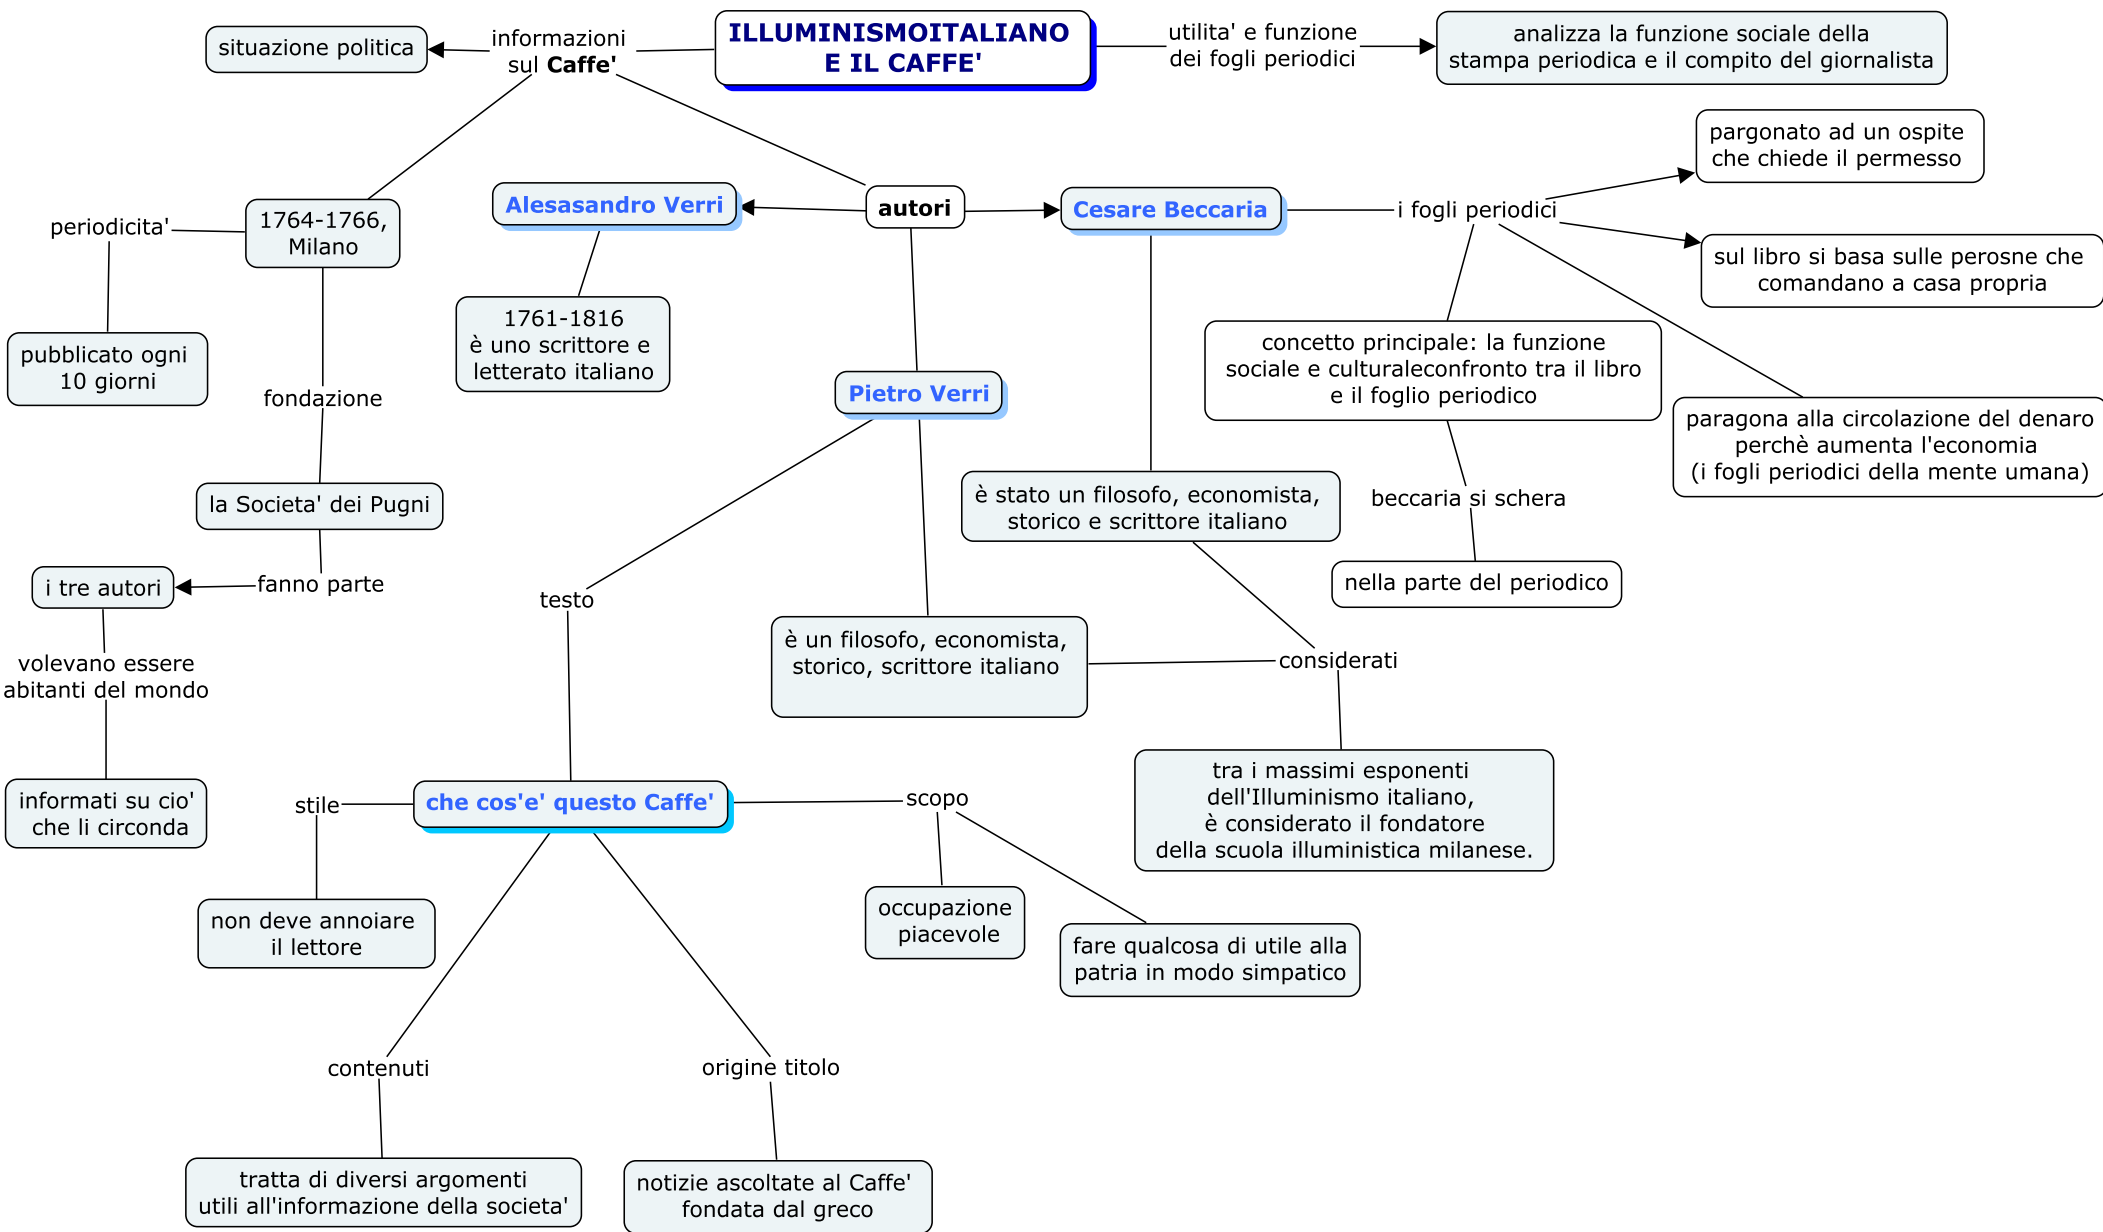 ILLUMINISMOITALIANO
E IL CAFFE'
informazioni
sul Caffe'
situazione politica
utilita' e funzione
dei fogli periodici
analizza la funzione sociale della
stampa periodica e il compito del giornalista
pargonato ad un ospite
che chiede il permesso
periodicita'
1764-1766,
Milano
Alesasandro Verri
autori
Cesare Beccaria
i fogli periodici
sul libro si basa sulle perosne che
comandano a casa propria
pubblicato ogni
10 giorni
1761-1816
è uno scrittore e
letterato italiano
concetto principale: la funzione
sociale e culturaleconfronto tra il libro
e il foglio periodico
fondazione
Pietro Verri
paragona alla circolazione del denaro
perchè aumenta l'economia
(i fogli periodici della mente umana)
la Societa' dei Pugni
è stato un filosofo, economista,
storico e scrittore italiano
beccaria si schera
i tre autori
fanno parte
nella parte del periodico
testo
volevano essere
abitanti del mondo
è un filosofo, economista,
storico, scrittore italiano
considerati
informati su cio'
che li circonda
stile
che cos'e' questo Caffe'
scopo
tra i massimi esponenti
dell'Illuminismo italiano,
è considerato il fondatore
della scuola illuministica milanese.
non deve annoiare
il lettore
occupazione
piacevole
fare qualcosa di utile alla
patria in modo simpatico
contenuti
origine titolo
tratta di diversi argomenti
utili all'informazione della societa'
notizie ascoltate al Caffe'
fondata dal greco